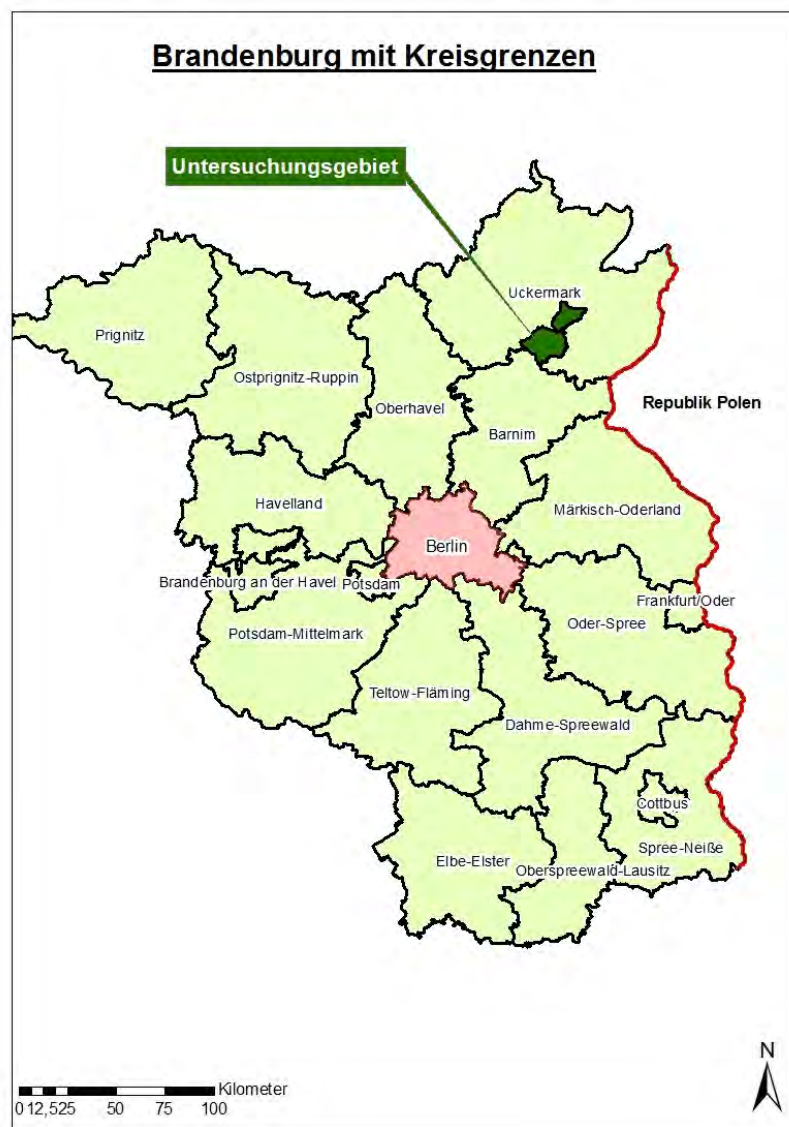 Brandenburg mit Kreisgrenzen
Untersuchungsgebiet
Uckermark
Prignitz
Ostprignitz-Ruppin
Oberhavel
Republik Polen
Barnim
Havelland
Märkisch-Oderland
Berlin
Brandenburg an der Havel
Potsdam
Frankfurt/Oder
Oder-Spree
Potsdam-Mittelmark
Teltow-Fläming
Dahme-Spreewald
Cottbus
Spree-Neiße
Elbe-Elster
Oberspreewald-Lausitz
N
Kilometer
0 12,525 50 75 100